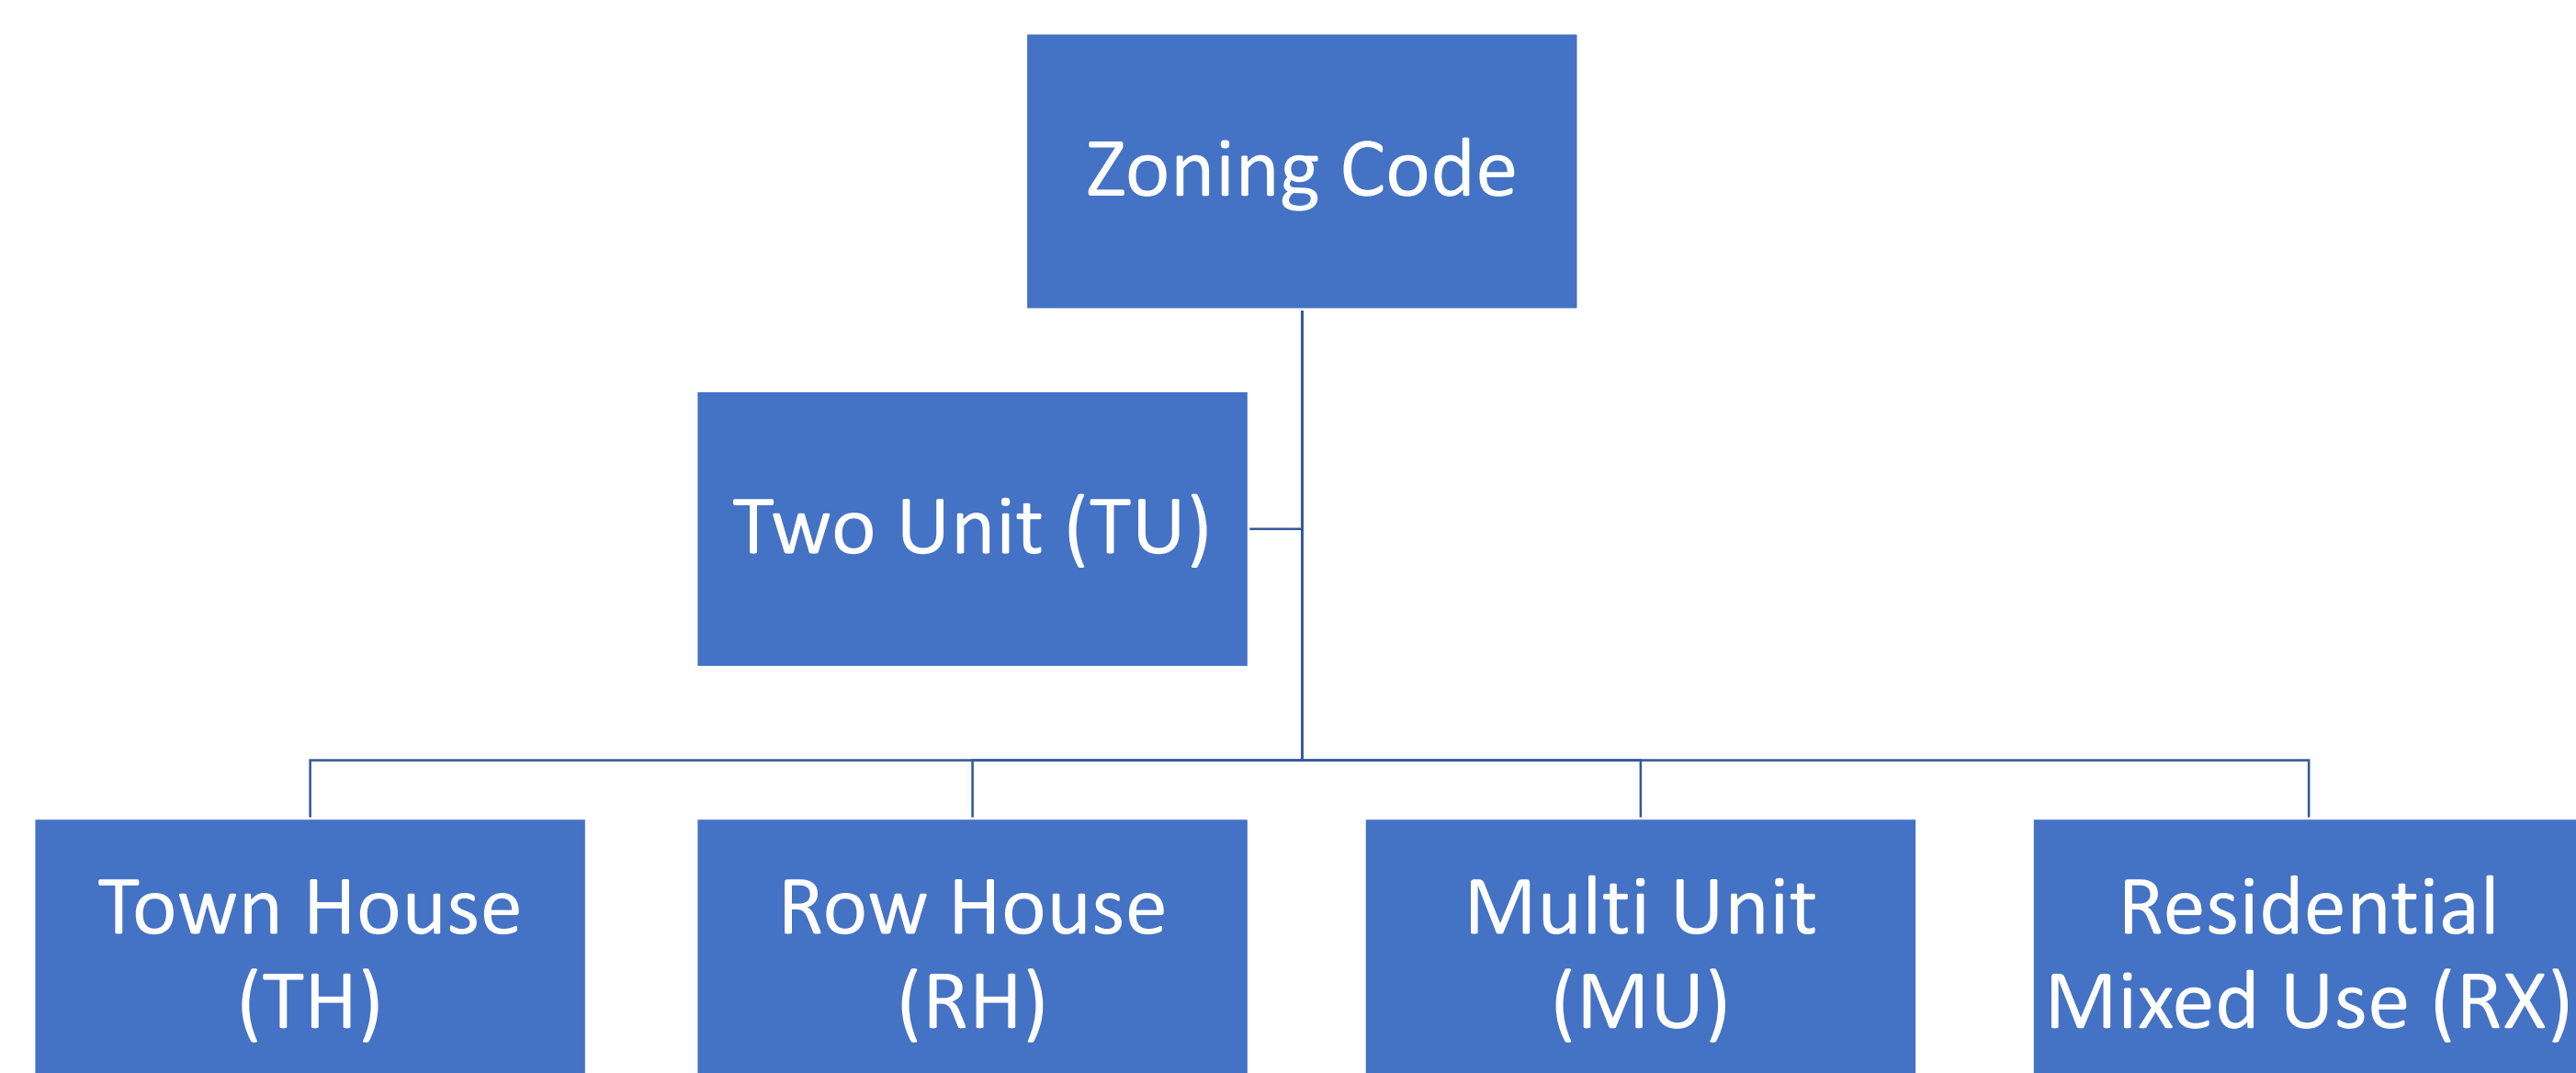 Zoning Code
Two Unit (TU)
Town House
(TH)
Row House
(RH)
Multi Unit
(MU)
Residential
Mixed Use (RX)